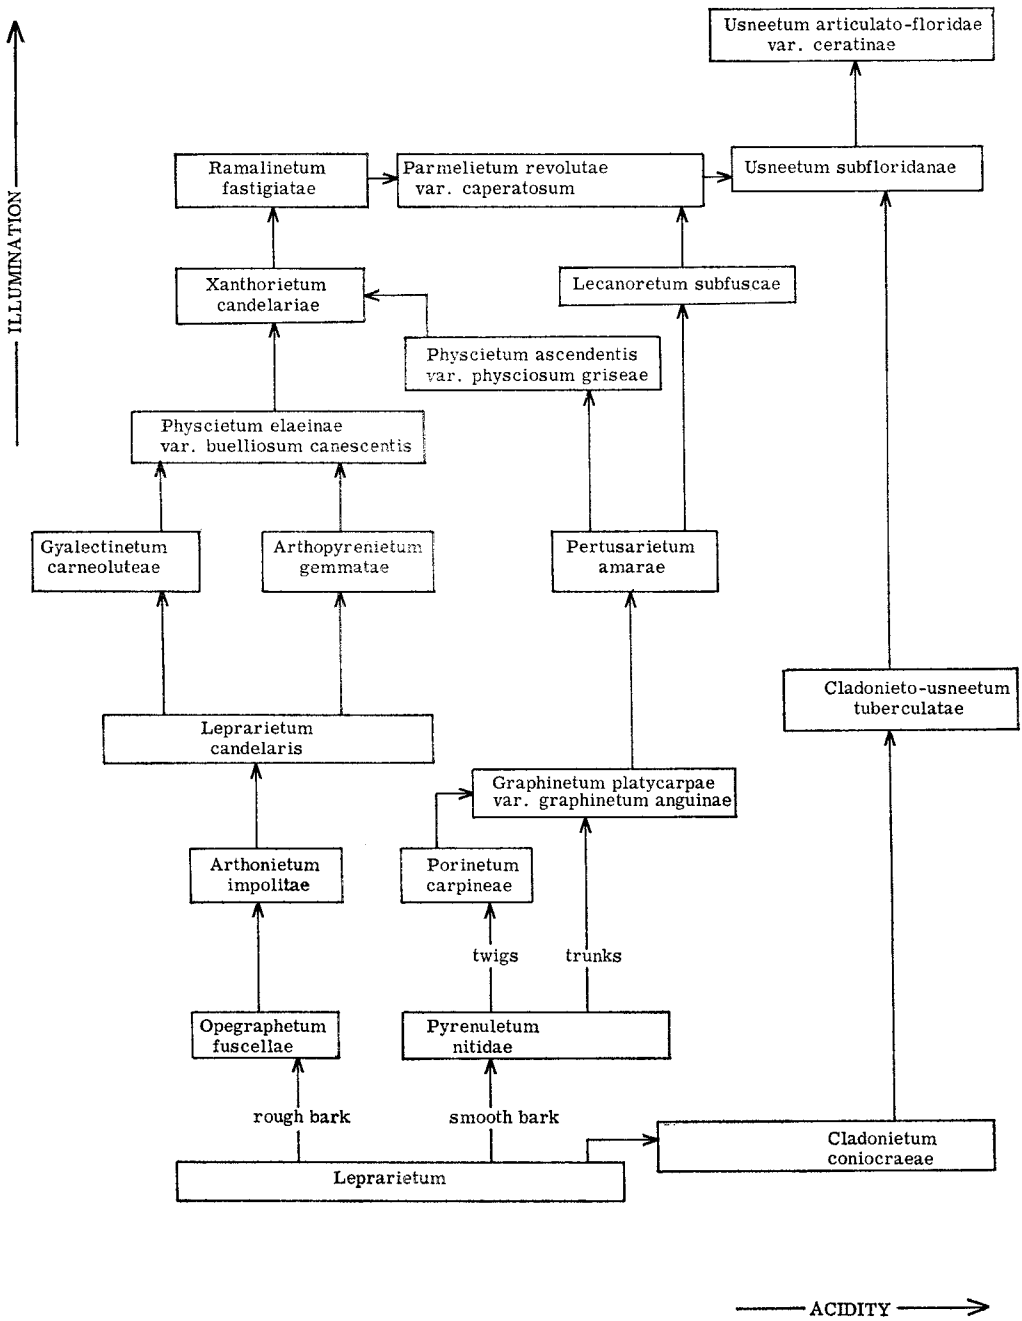 Usneetum articulato-floridae
var. ceratinae
ILLUMINATION
Ramalinetum
fastigiatae
Parmelietum revolutae
var. caperatosum
Usneetum subfloridanae
Xanthorietum
candelariae
Lecanoretum subfuscae
Physcietum ascendentis
var. physciosum griseae
Physcietum elaeinae
var. buelliosum canescentis
Gyalectinetum
carneoluteae
Arthopyrenietum
gemmatae
Pertusarietum
amarae
Cladonieto-usneetum
tuberculatae
Leprarietum
candelaris
Graphinetum platycarpae
var. graphinetum anguinae
Arthonietum
impolitae
Porinetum
carpineae
twigs
trunks
Opegraphetum
fuscellae
Pyrenuletum
nitidae
rough bark
smooth bark
Cladonietum
coniocraeae
Leprarietum
ACIDITY